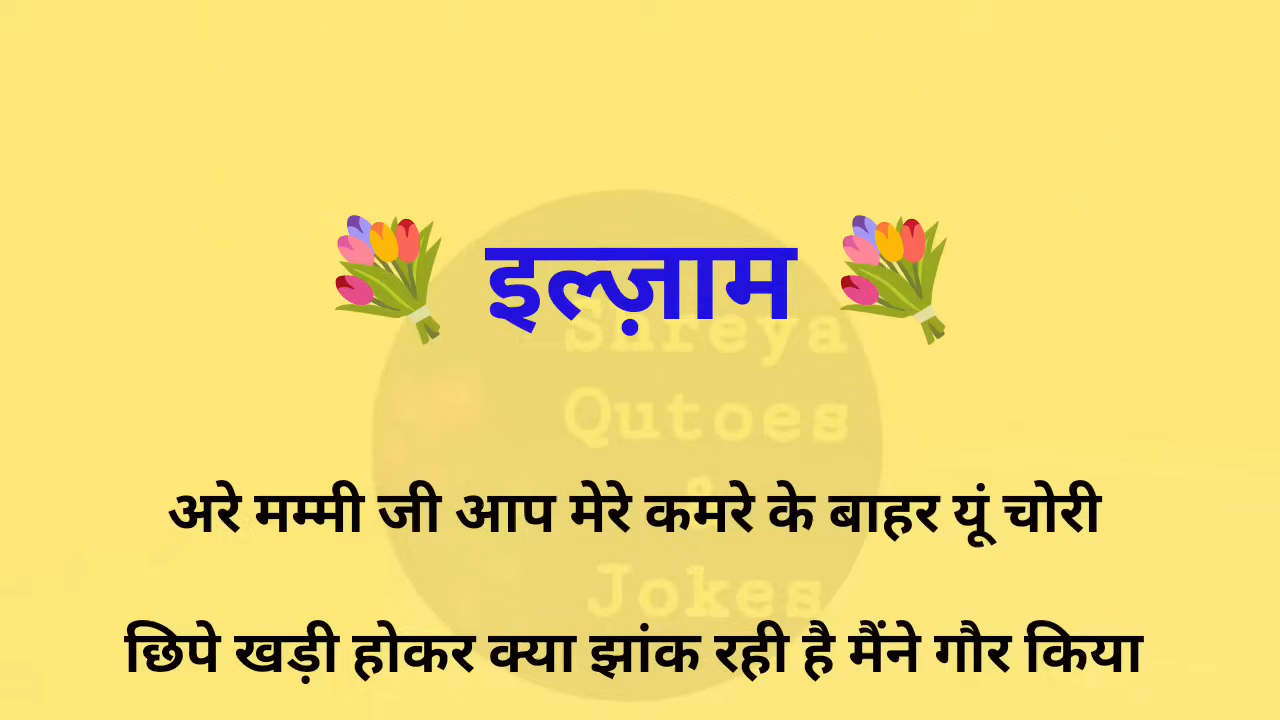 इल्ज़ाम
Shreya
Qutoes
&
Jokes
अरे मम्मी जी आप मेरे कमरे के बाहर यूं चोरी
छिपे खड़ी होकर क्या झांक रही है मैंने गौर किया